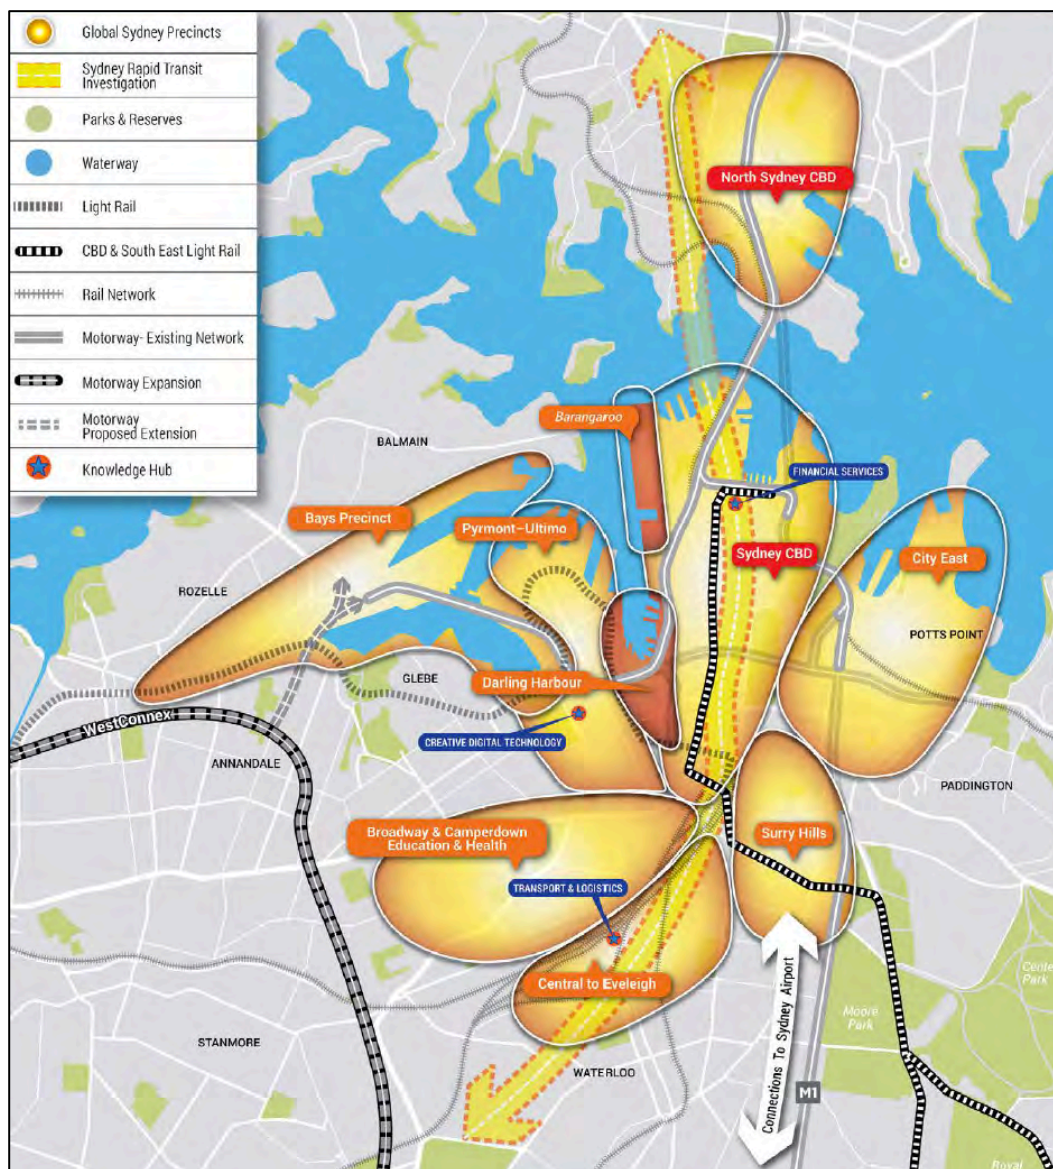 Global Sydney Precincts
Sydney Rapid Transit
Investigation
Parks & Reserves
Waterway
Light Rail
CBD & South East Light Rail
Rail Network
Motorway- Existing Network
Motorway Expansion
Motorway
Proposed Extension
Knowledge Hub
North Sydney CBD
Barangaroo
BALMAIN
FINANCIAL SERVICES
Bays Precinct
Pyrmont-Ultimo
Sydney CBD
City East
ROZELLE
POTTS POINT
GLEBE
Darling Harbour
WestConnex
CREATIVE DIGITAL TECHNOLOGY
ANNANDALE
PADDINGTON
Broadway & Camperdown
Education & Health
Surry Hills
TRANSPORT & LOGISTICS
Central to Eveleigh
Connections To Sydney Airport
Moore
Park
Park
STANMORE
WATERLOO
M1
Royal